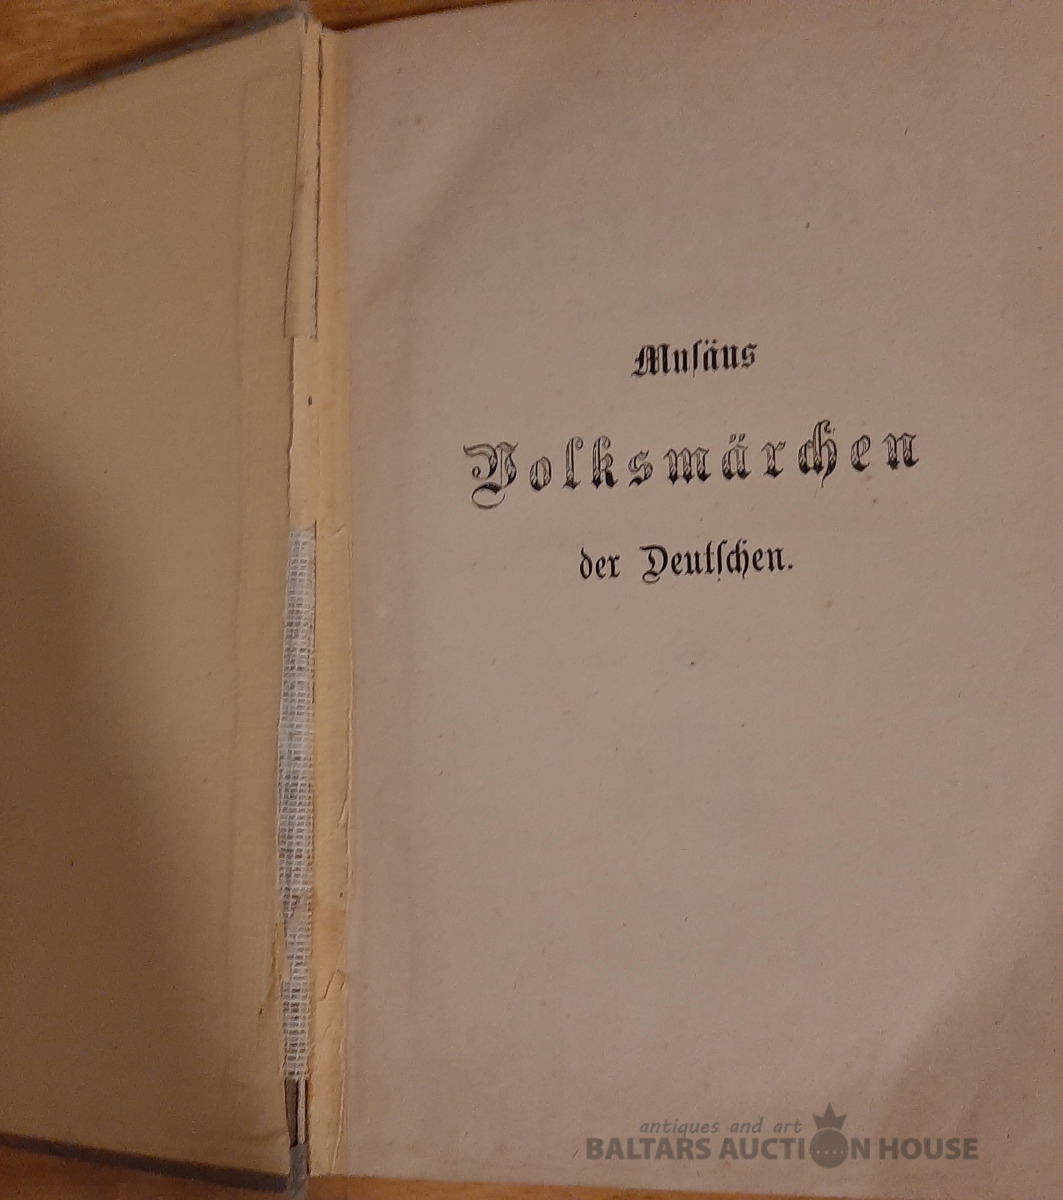 Muſäus
Volksmärchen
der Deutſchen.
antiques and art
BALTARS AUCTION HOUSE